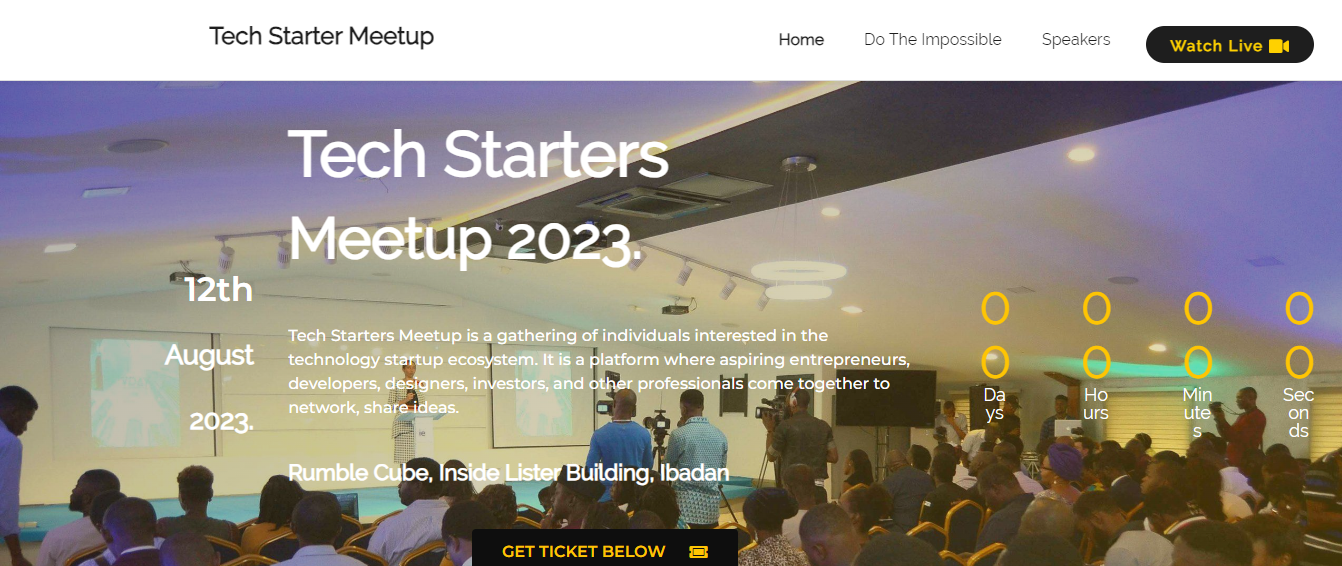 Tech Starter Meetup
Home
Do The Impossible
Speakers
Watch Live
Tech Starters
Meetup 2023.
12th
August
2023.
Tech Starters Meetup is a gathering of individuals interested in the
technology startup ecosystem. It is a platform where aspiring entrepreneurs,
developers, designers, investors, and other professionals come together to
network, share ideas.
Rumble Cube, Inside Lister Building, Ibadan
0
0
Da
ys
0
0
Ho
urs
0
0
Min
ute
s
0
0
Sec
on
ds
GET TICKET BELOW